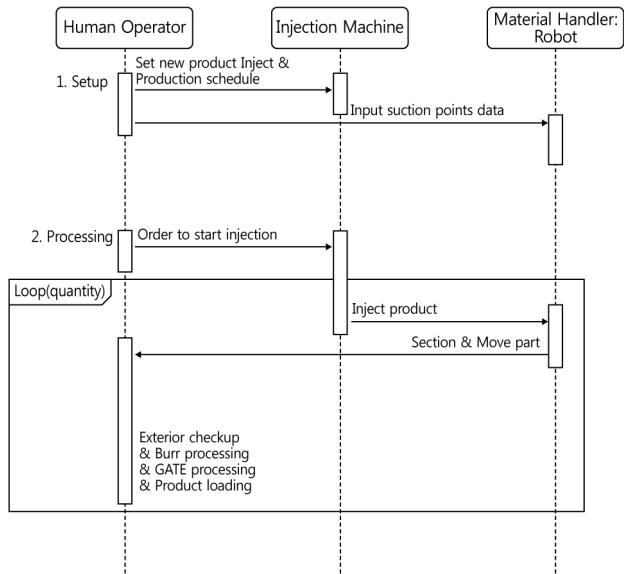 Human Operator
Injection Machine
Material Handler:
Robot
1. Setup
Set new product Inject &
Production schedule
Input suction points data
2. Processing
Order to start injection
Loop(quantity)
Inject product
Section & Move part
Exterior checkup
& Burr processing
& GATE processing
& Product loading